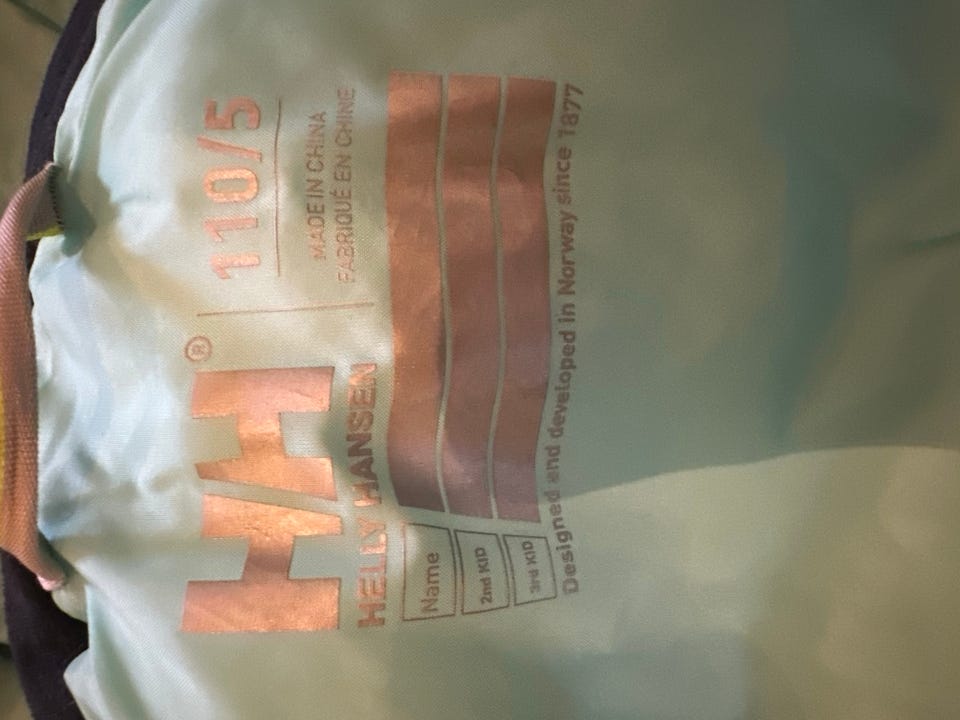 HH®
HELLY HANSEN
110/5
MADE IN CHINA
FABRIQUÉ EN CHINE
Name
2nd KID
3rd KID
Designed and developed in Norway since 1877